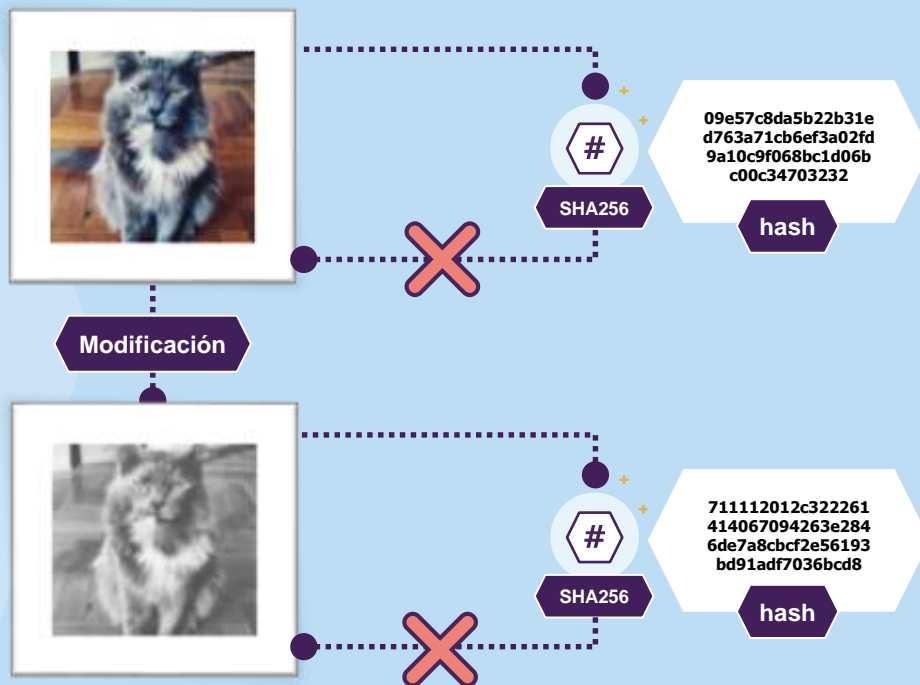 #
SHA256
09e57c8da5b22b31e
d763a71cb6ef3a02fd
9a10c9f068bc1d06b
c00c34703232
hash
Modificación
#
SHA256
711112012c322261
414067094263e284
6de7a8cbcf2e56193
bd91adf7036bcd8
hash